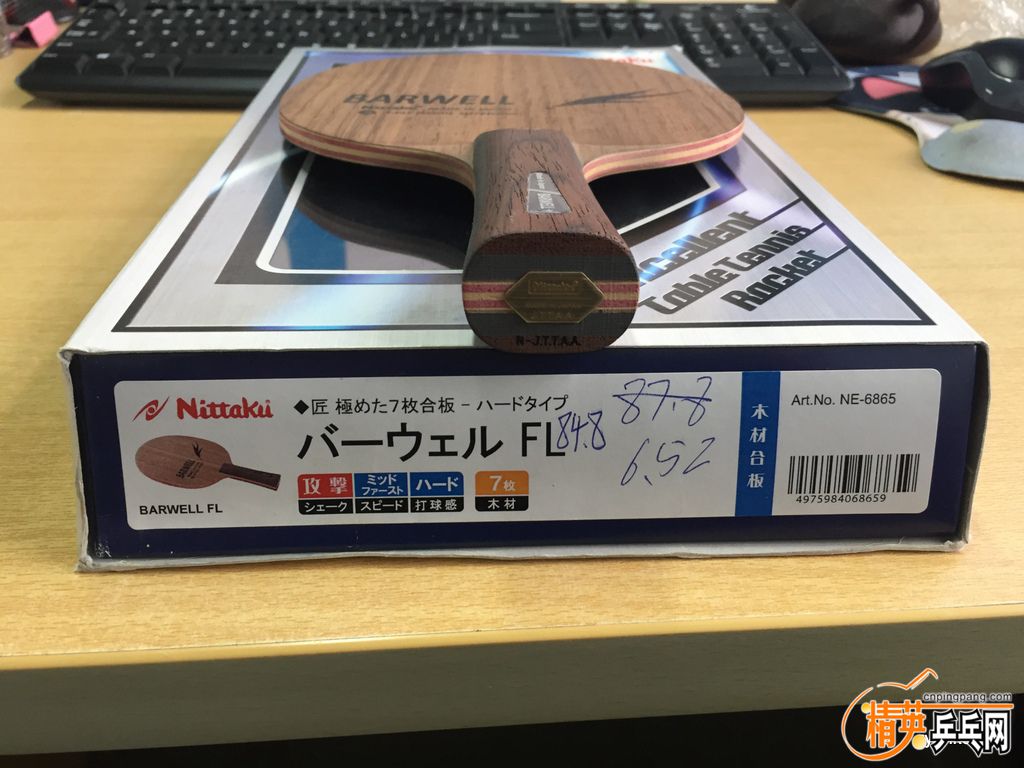 Nittaku
BARWELL
Nittaku
xcellent
Table Tennis
Racket
Nittaku
J.T.T.A.A.
N-J.T.T.A.A.
Nittaku
◆匠 極めた7枚合板 - ハードタイプ
バーウェル FL
84.8
87.8
6.52
BARWELL
BARWELL FL
攻撃
シェーク
ミッド
ファースト
スピード
ハード
打球感
7枚
木材
木材合板
Art.No. NE-6865
4975984068659
cnpingpang.com
精英乒乓网